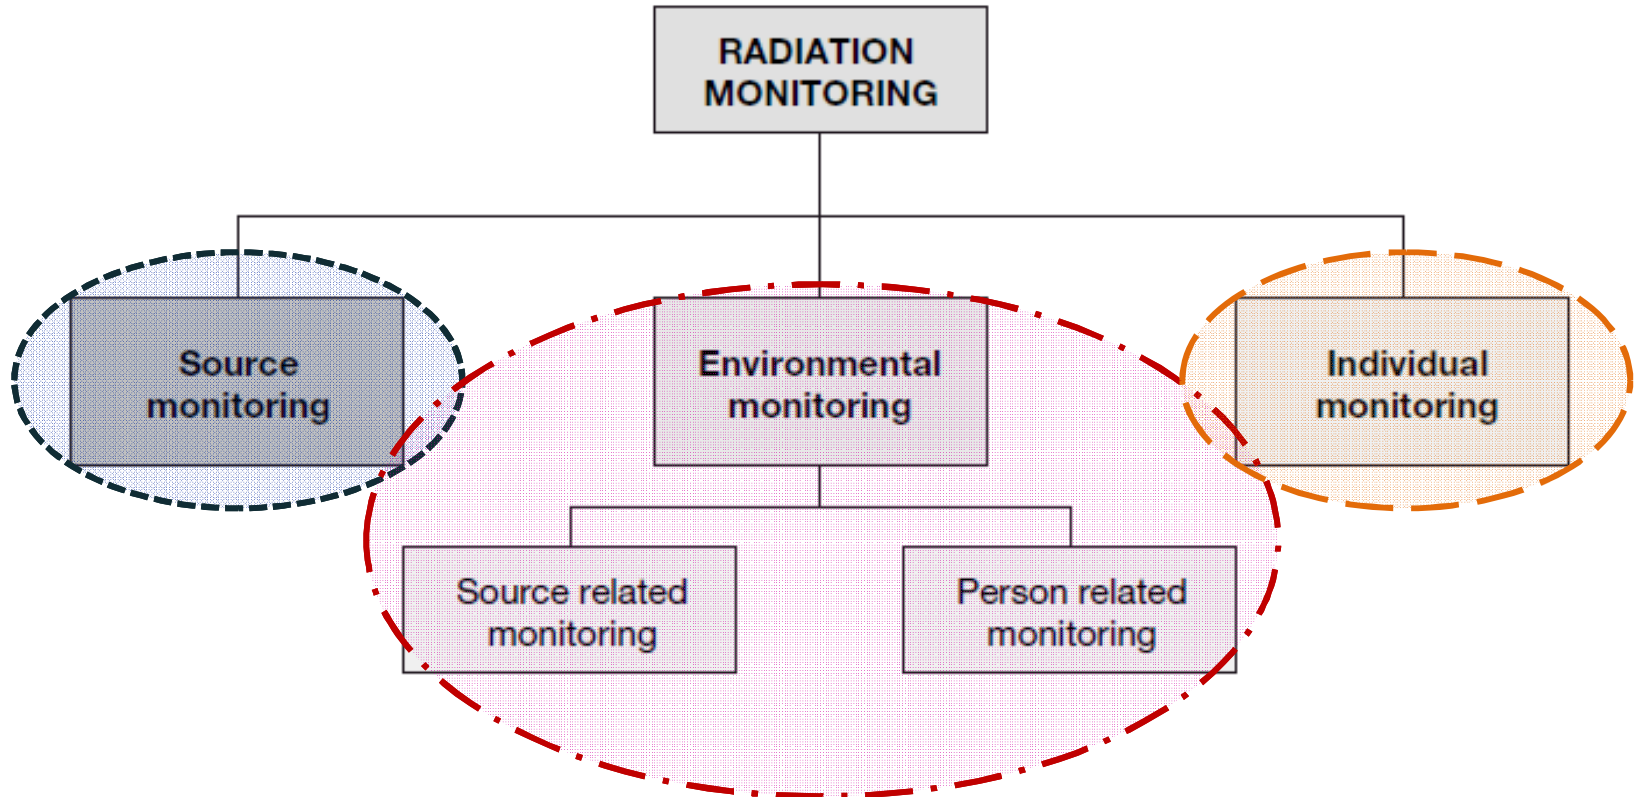 RADIATION
MONITORING
Source
monitoring
Environmental
monitoring
Individual
monitoring
Source related
monitoring
Person related
monitoring